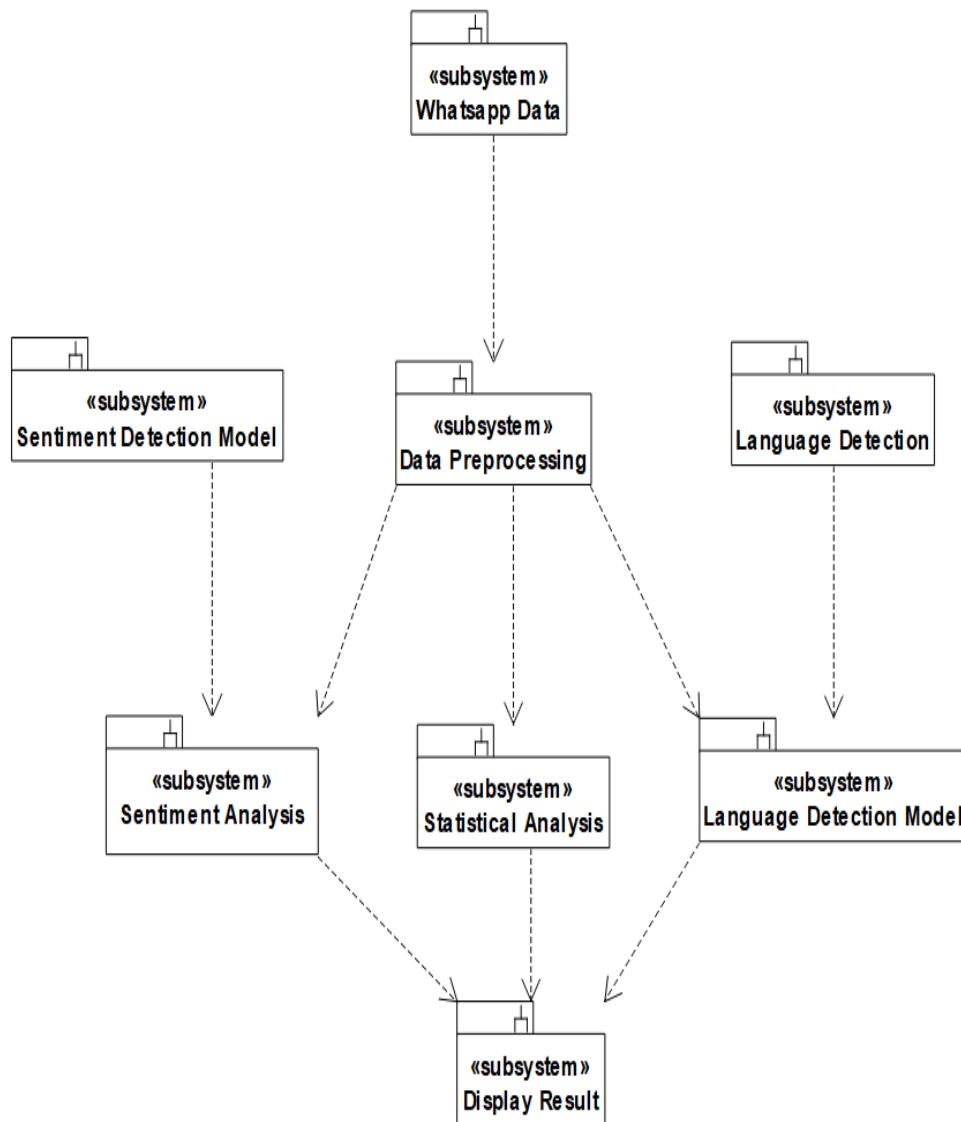 «subsystem»
Whatsapp Data
«subsystem»
Sentiment Detection Model
«subsystem»
Data Preprocessing
«subsystem»
Language Detection
«subsystem»
Sentiment Analysis
«subsystem»
Statistical Analysis
«subsystem»
Language Detection Model
«subsystem»
Display Result